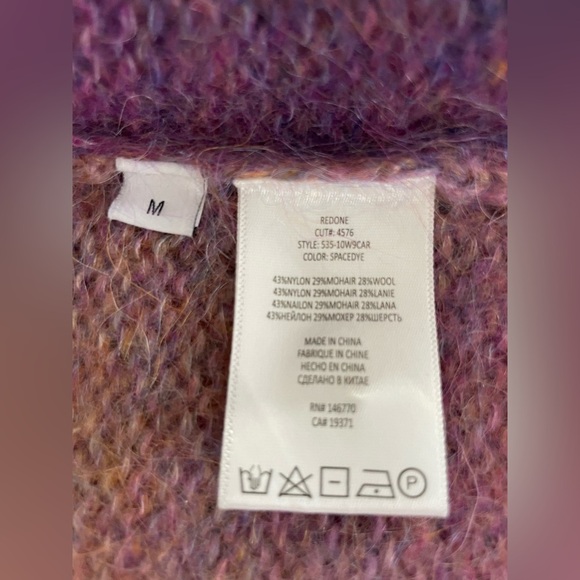 M
REDONE
CUT#: 4576
STYLE: S35-10W9CAR
COLOR: SPACEDYE
43%NYLON 29%MOHAIR 28%WOOL
43%NYLON 29%MOHAIR 28%LANIE
43%NAILON 29%MOHAIR 28%LANA
43%НЕЙЛОН 29%МОХЕР 28%ШЕРСТЬ
MADE IN CHINA
FABRIQUE IN CHINE
HECHO EN CHINA
СДЕЛАНО В КИТАЕ
RN# 146770
CA# 19371
P